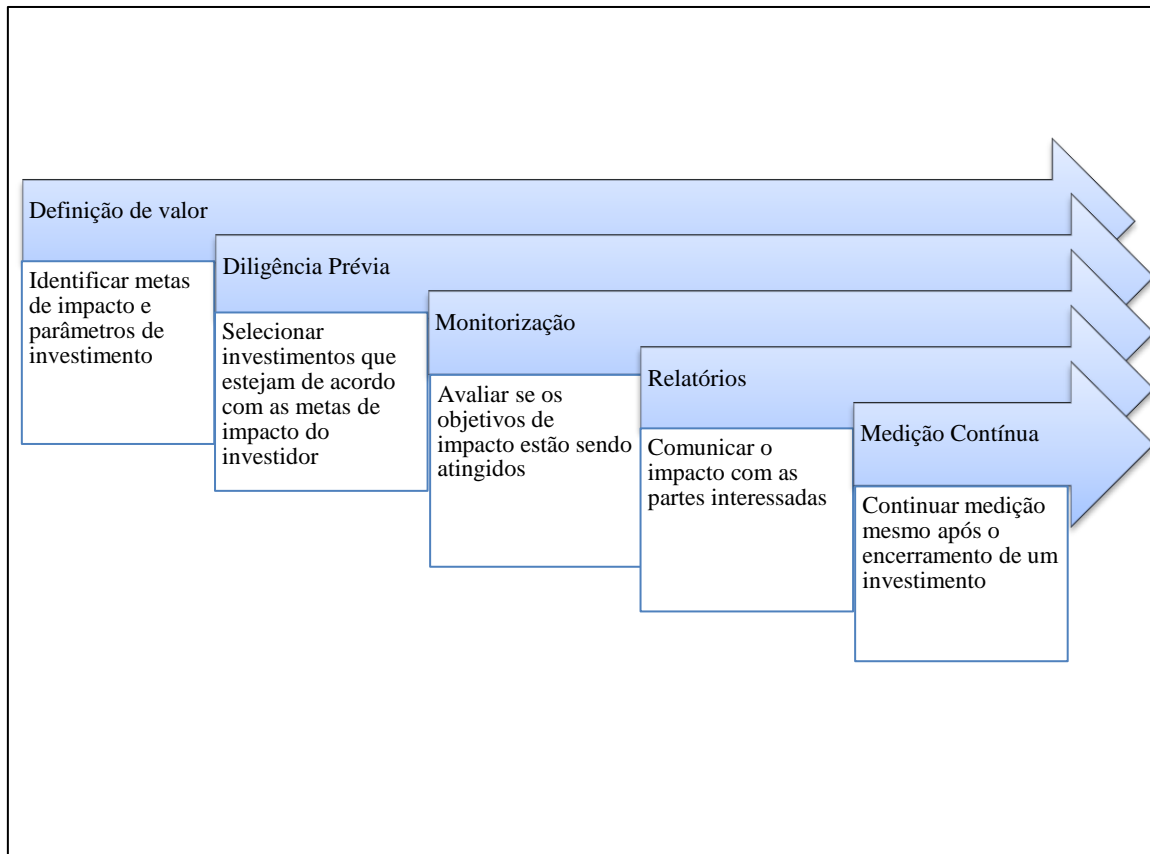 Definição de valor
Identificar metas
de impacto e
parâmetros de
investimento
Diligência Prévia
Selecionar
investimentos que
estejam de acordo
com as metas de
impacto do
investidor
Monitorização
Avaliar se os
objetivos de
impacto estão sendo
atingidos
Relatórios
Comunicar o
impacto com as
partes interessadas
Medição Contínua
Continuar medição
mesmo após o
encerramento de um
investimento